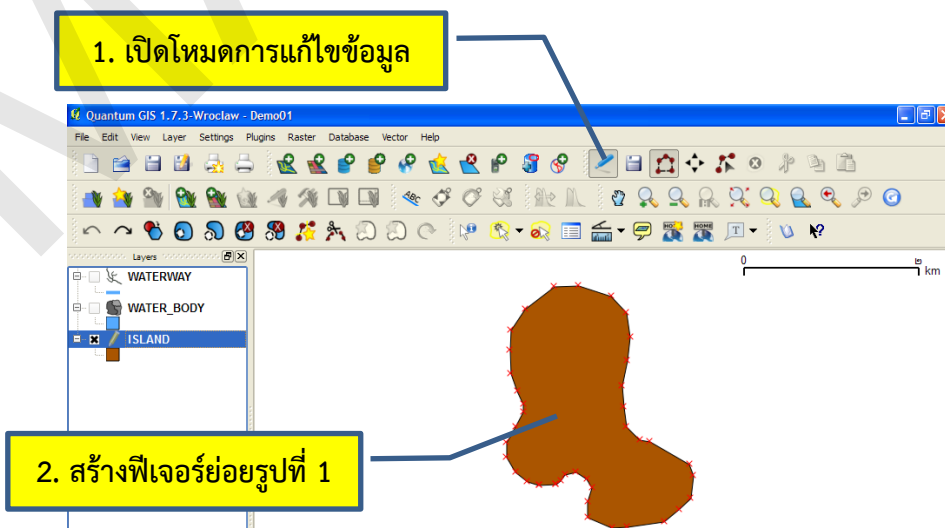 1. เปิดโหมดการแก้ไขข้อมูล
Quantum GIS 1.7.3-Wroclaw - Demo01
File Edit View Layer Settings Plugins Raster Database Vector Help
ABC
HOME
T
Layers
WATERWAY
WATER_BODY
ISLAND
0
km
2. สร้างฟีเจอร์ย่อยรูปที่ 1